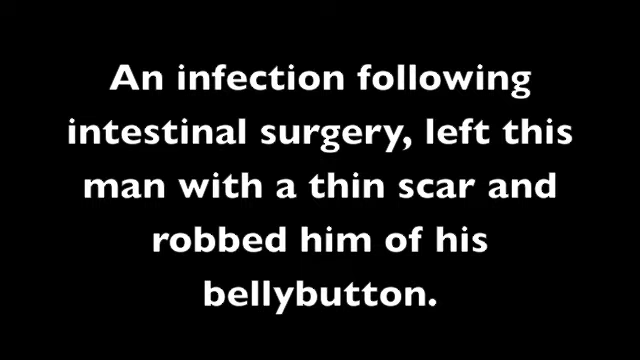 An infection following
intestinal surgery, left this
man with a thin scar and
robbed him of his
bellybutton.